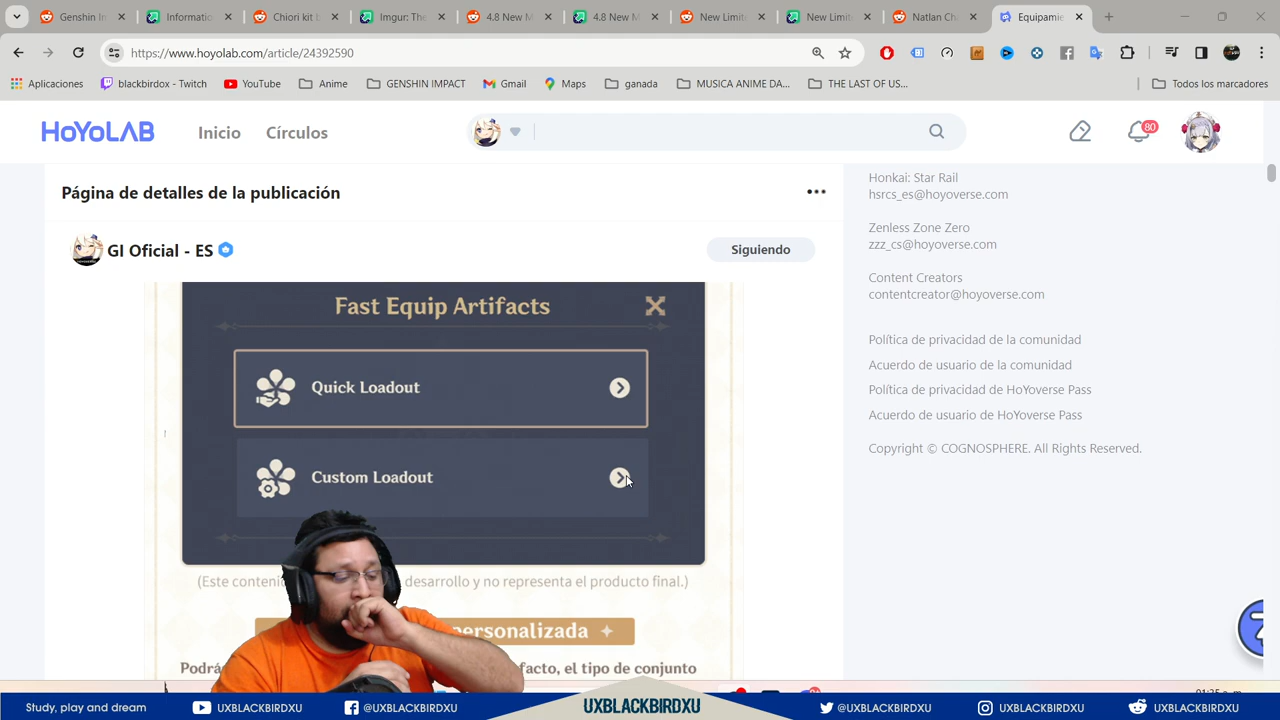 Genshin Im
Informatio
Chiori kit b
Imgur: The
4.8 New M
4.8 New M
New Limite
New Limite
Natlan Cha
Equipamie
https://www.hoyolab.com/article/24392590
Aplicaciones
blackbirdox - Twitch
YouTube
Anime
GENSHIN IMPACT
Gmail
Maps
ganada
MUSICA ANIME DA...
THE LAST OF US...
Todos los marcadores
HoYoLAB
Inicio
Círculos
80
Página de detalles de la publicación
GI Oficial - ES
Siguiendo
Fast Equip Artifacts
Quick Loadout
Custom Loadout
(Este conteni
desarrollo y no representa el producto final.)
personalizada
Podrá
facto, el tipo de conjunto
Honkai: Star Rail
hsrcs_es@hoyoverse.com
Zenless Zone Zero
zzz_cs@hoyoverse.com
Content Creators
contentcreator@hoyoverse.com
Política de privacidad de la comunidad
Acuerdo de usuario de la comunidad
Política de privacidad de HoYoverse Pass
Acuerdo de usuario de HoYoverse Pass
Copyright © COGNOSPHERE. All Rights Reserved.
Study, play and dream
UXBLACKBIRDXU
@UXBLACKBIRDXU
UXBLACKBIRDXU
@UXBLACKBIRDXU
UXBLACKBIRDXU
UXBLACKBIRDXU